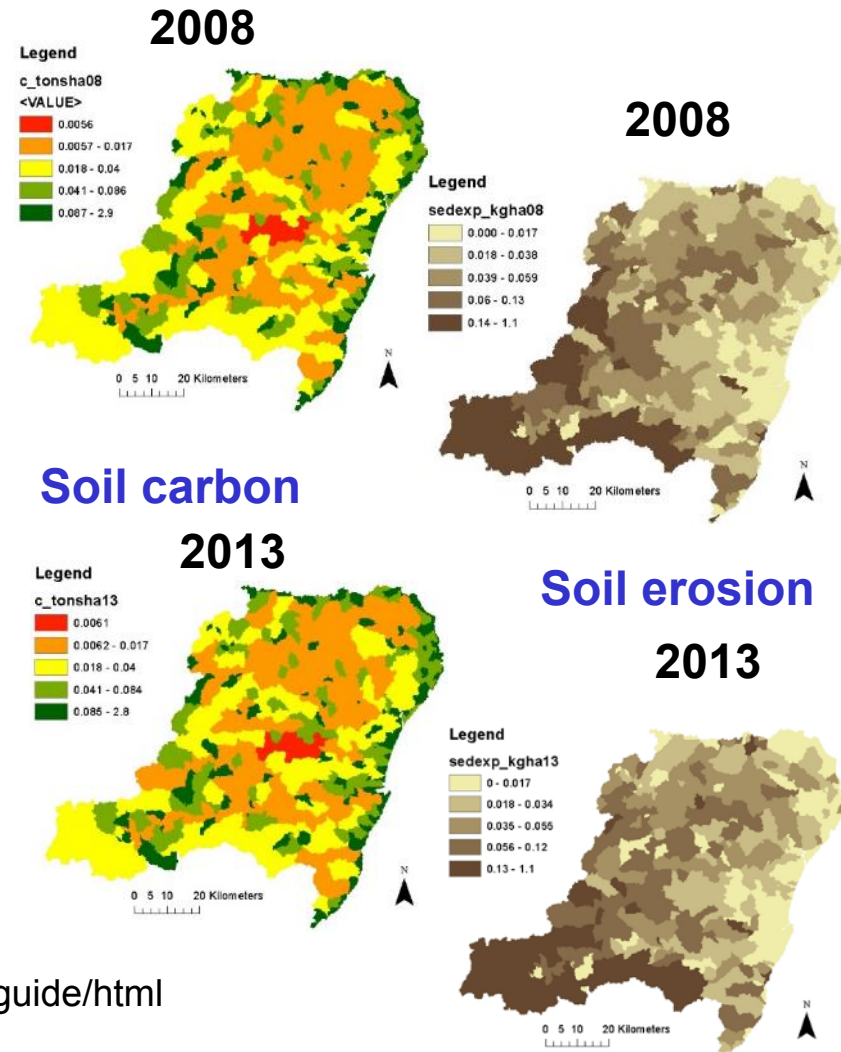 2008
Legend
c_tonsha08
<VALUE>
0.0056
0.0057 - 0.017
0.018 - 0.04
0.041 - 0.086
0.087 - 2.9
N
0 5 10 20 Kilometers
2008
Legend
sedexp_kgha08
0.000 - 0.017
0.018 - 0.038
0.039 - 0.059
0.06 - 0.13
0.14 - 1.1
N
0 5 10 20 Kilometers
Soil carbon
2013
Legend
c_tonsha13
0.0061
0.0062 - 0.017
0.018 - 0.04
0.041 - 0.084
0.085 - 2.8
N
0 5 10 20 Kilometers
Soil erosion
2013
Legend
sedexp_kgha13
0 - 0.017
0.018 - 0.034
0.035 - 0.055
0.056 - 0.12
0.13 - 1.1
N
0 5 10 20 Kilometers
guide/html